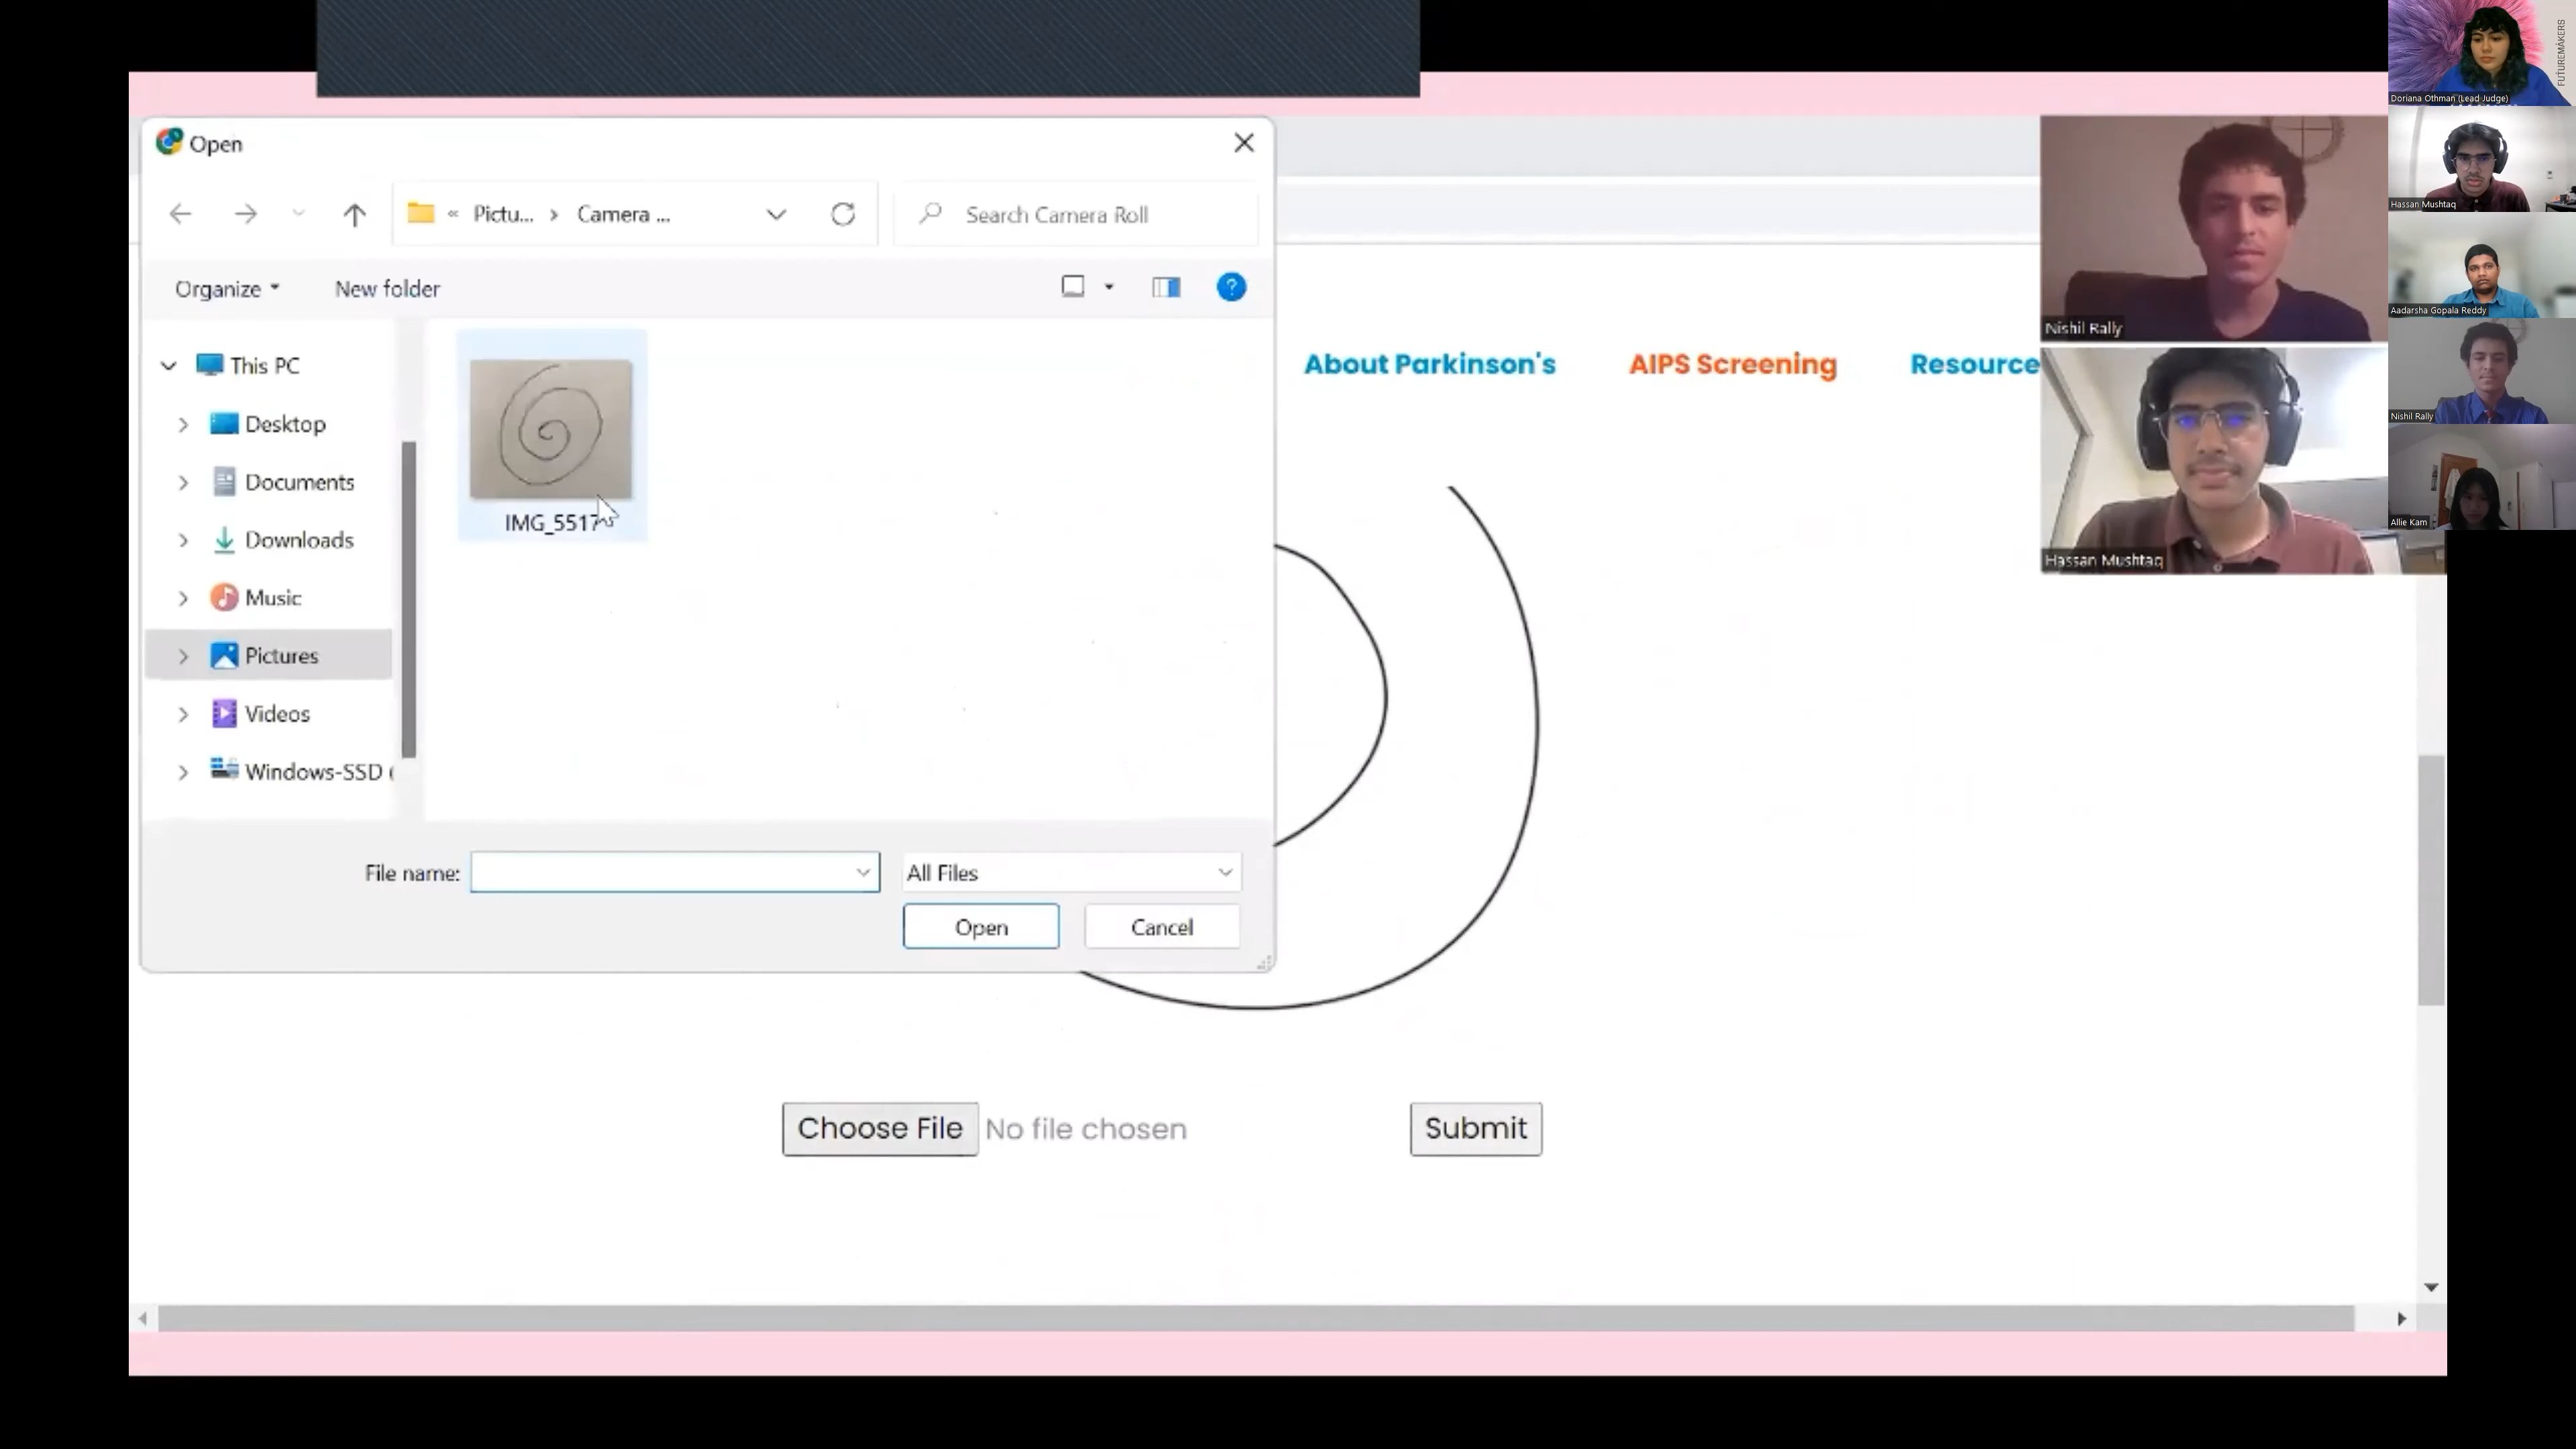 Open
Pictu... > Camera ...
Search Camera Roll
Organize
New folder
This PC
Desktop
Documents
Downloads
Music
Pictures
Videos
Windows-SSD (
IMG_5517
File name:
All Files
Open
Cancel
About Parkinson's
AIPS Screening
Resource
Choose File
No file chosen
Submit
Nishil Rally
Hassan Mushtaq
FUTUREMAKERS
Doriana Othman (Lead Judge)
Hassan Mushtaq
Aadarsha Gopala Reddy
Nishil Rally
Allie Kam